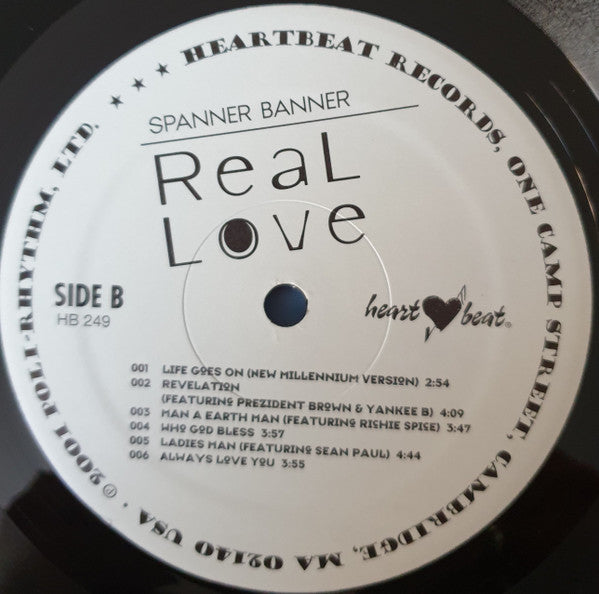 ★ ★ ★ HEARTBEAT RECORDS, ONE CAMP STREET, CAMBRIDGE, MA 02140 USA · ℗2001 POLI-RHYTHM, LTD.
SPANNER BANNER
ReaL
Love
SIDE B
HB 249
heart beat®
001 LIFE GOES ON (NEW MILLENNIUM VERSION) 2:54
002 REVELATION
(FEATURING PREZIDENT BROWN & YANKEE B) 4:09
003 MAN A EARTH MAN (FEATURING RICHIE SPICE) 3:47
004 WHO GOD BLESS 3:57
005 LADIES MAN (FEATURING SEAN PAUL) 4:44
006 ALWAYS LOVE YOU 3:55